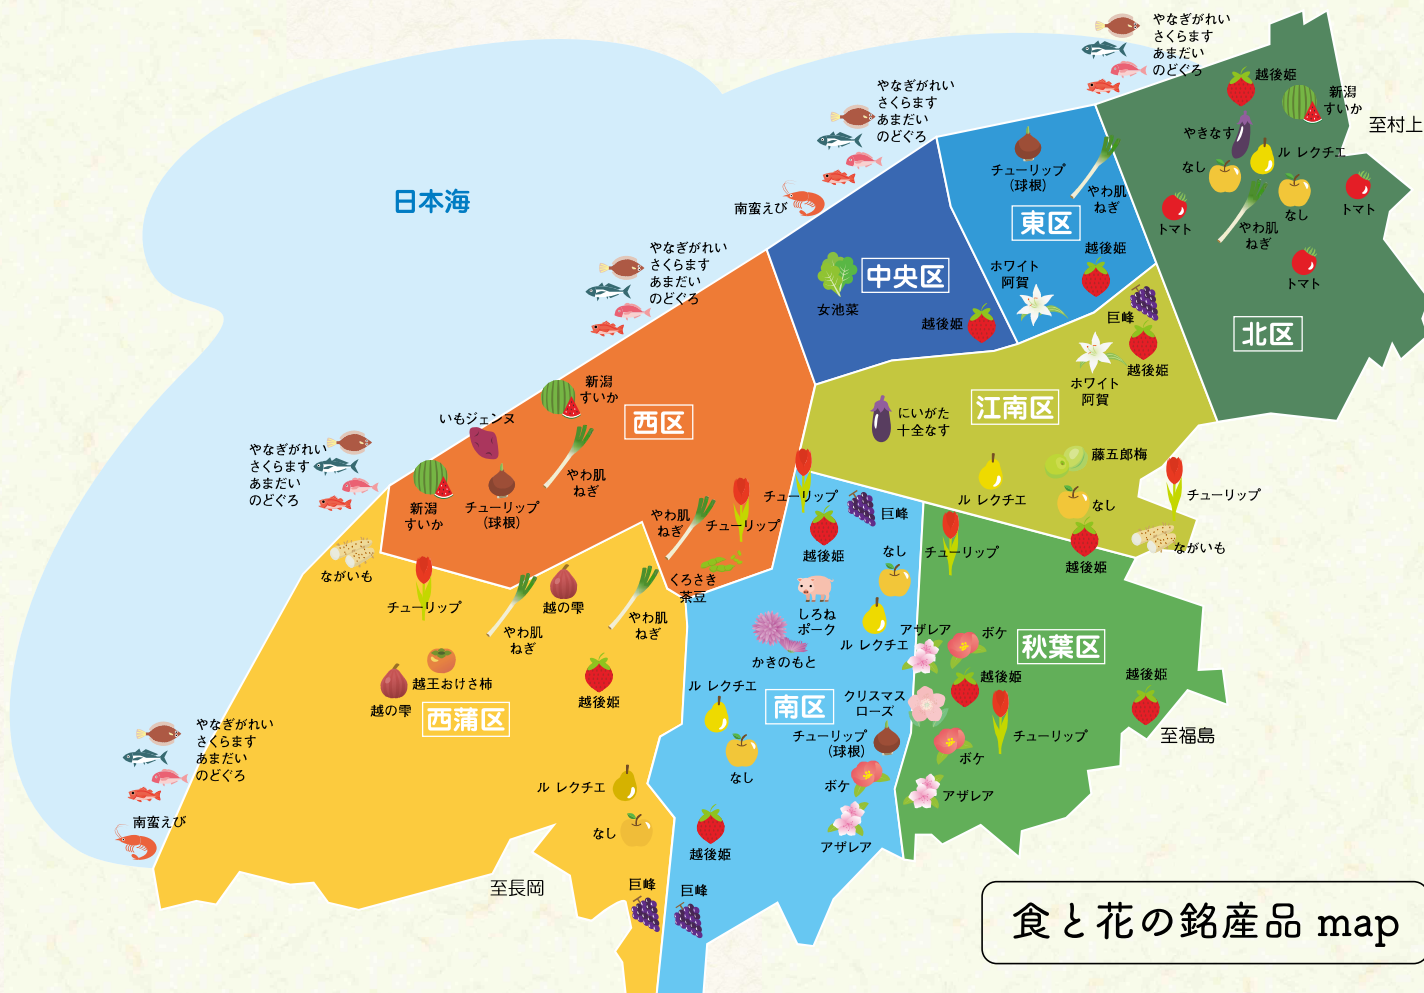 やなぎがれい
さくらます
あまだい
のどぐろ
越後姫
新潟
すいか
至村上
やきなす
ル レクチエ
なし
なし
トマト
トマト
やわ肌
ねぎ
トマト
北区
やなぎがれい
さくらます
あまだい
のどぐろ
南蛮えび
チューリップ
(球根)
やわ肌
ねぎ
東区
越後姫
ホワイト
阿賀
日本海
中央区
女池菜
越後姫
やなぎがれい
さくらます
あまだい
のどぐろ
巨峰
越後姫
ホワイト
阿賀
江南区
にいがた
十全なす
藤五郎梅
ル レクチエ
なし
チューリップ
越後姫
ながいも
新潟
すいか
いもジェンヌ
西区
やわ肌
ねぎ
新潟
すいか
チューリップ
(球根)
やわ肌
ねぎ
チューリップ
くろさき
茶豆
やなぎがれい
さくらます
あまだい
のどぐろ
ながいも
チューリップ
やわ肌
ねぎ
越の雫
やわ肌
ねぎ
越王おけさ柿
越の雫
越後姫
西蒲区
やなぎがれい
さくらます
あまだい
のどぐろ
南蛮えび
ル レクチエ
なし
至長岡
巨峰
チューリップ
巨峰
越後姫
なし
しろね
ポーク
ル レクチエ
かきのもと
ル レクチエ
南区
クリスマス
ローズ
チューリップ
(球根)
なし
ボケ
越後姫
アザレア
巨峰
チューリップ
アザレア
ボケ
秋葉区
越後姫
越後姫
チューリップ
ボケ
アザレア
至福島
食と花の銘産品 map